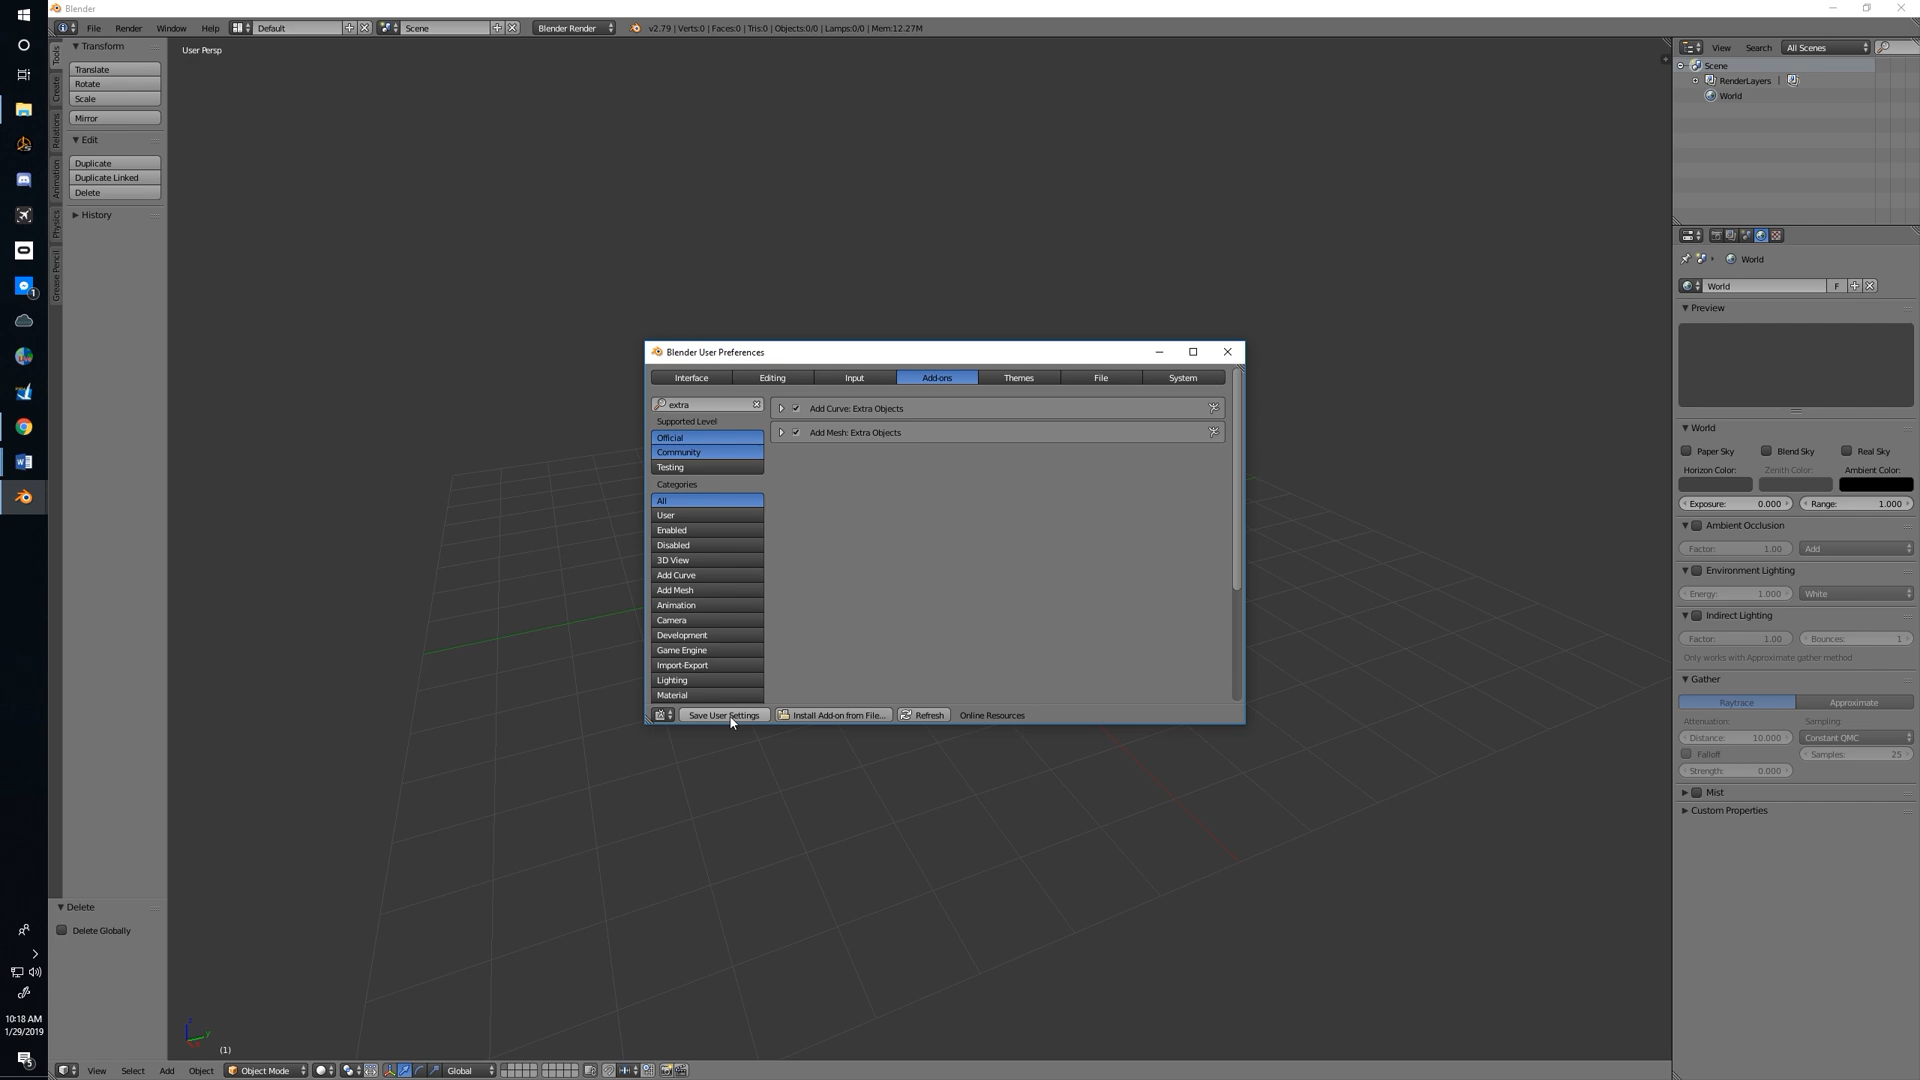 Blender
File Render Window Help Default Scene Blender Render v2.79 | Verts:0 | Faces:0 | Tris:0 | Objects:0/0 | Lamps:0/0 | Mem:12.27M
User Persp
Tools
Create
Relations
Animation
Physics
Grease Pencil
Transform
Translate
Rotate
Scale
Mirror
Edit
Duplicate
Duplicate Linked
Delete
History
Delete
Delete Globally
View Search All Scenes
Scene
RenderLayers |
World
World
World F
Preview
World
Paper Sky Blend Sky Real Sky
Horizon Color: Zenith Color: Ambient Color:
Exposure: 0.000 Range: 1.000
Ambient Occlusion
Factor: 1.00 Add
Environment Lighting
Energy: 1.000 White
Indirect Lighting
Factor: 1.00 Bounces: 1
Only works with Approximate gather method
Gather
Raytrace Approximate
Attenuation: Sampling:
Distance: 10.000 Constant QMC
Falloff Samples: 25
Strength: 0.000
Mist
Custom Properties
Blender User Preferences
Interface Editing Input Add-ons Themes File System
extra
Add Curve: Extra Objects
Add Mesh: Extra Objects
Supported Level
Official
Community
Testing
Categories
All
User
Enabled
Disabled
3D View
Add Curve
Add Mesh
Animation
Camera
Development
Game Engine
Import-Export
Lighting
Material
Save User Settings Install Add-on from File... Refresh Online Resources
(1)
View Select Add Object Object Mode Global
1
10:18 AM
1/29/2019
5